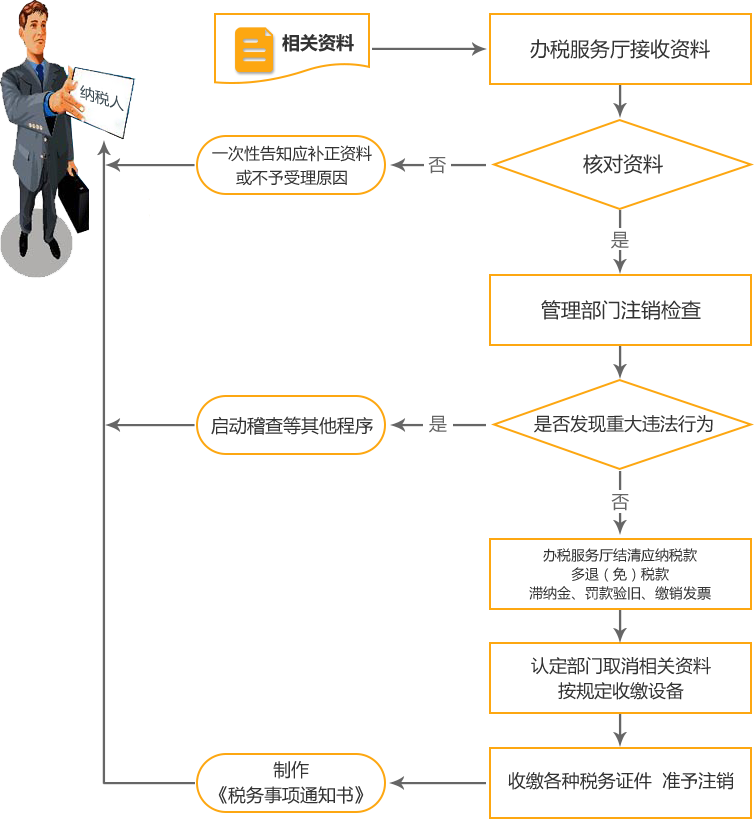 相关资料
办税服务厅接收资料
纳税人
核对资料
否
一次性告知应补正资料
或不予受理原因
是
管理部门注销检查
是否发现重大违法行为
是
启动稽查等其他程序
否
办税服务厅结清应纳税款
多退（免）税款
滞纳金、罚款验旧、缴销发票
认定部门取消相关资料
按规定收缴设备
收缴各种税务证件 准予注销
制作
《税务事项通知书》